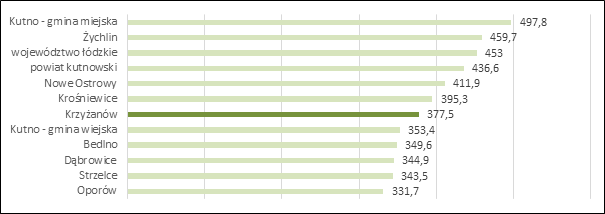 Kutno - gmina miejska 497,8
Żychlin 459,7
województwo łódzkie 453
powiat kutnowski 436,6
Nowe Ostrowy 411,9
Krośniewice 395,3
Krzyżanów 377,5
Kutno - gmina wiejska 353,4
Bedlno 349,6
Dąbrowice 344,9
Strzelce 343,5
Oporów 331,7